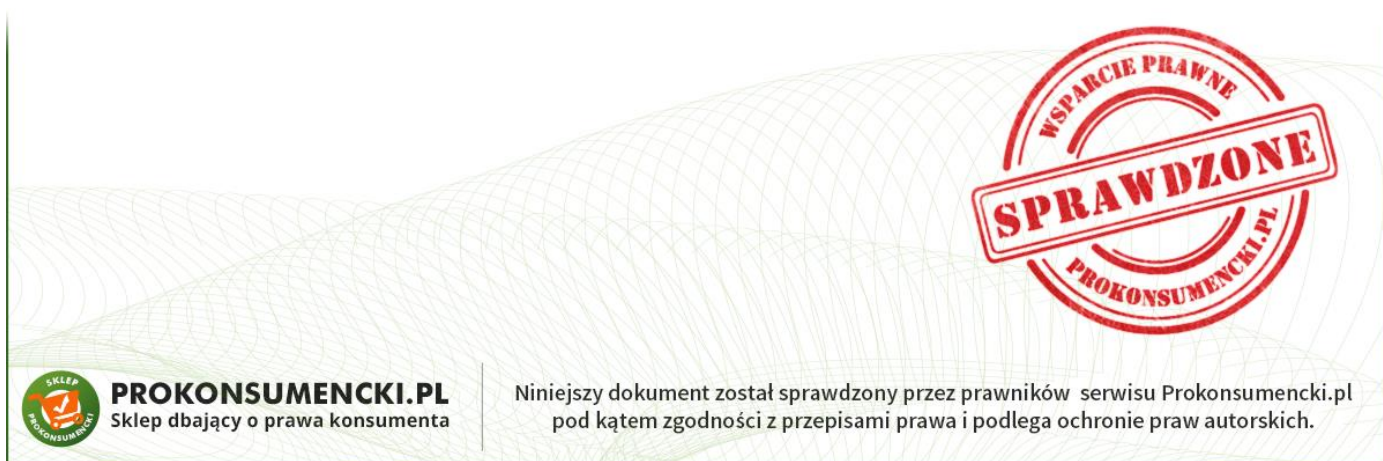 WSPARCIE PRAWNE
SPRAWDZONE
PROKONSUMENCKI.PL
SKLEP
PROKONSUMENCKI
PROKONSUMENCKI.PL
Sklep dbający o prawa konsumenta
Niniejszy dokument został sprawdzony przez prawników serwisu Prokonsumencki.pl
pod kątem zgodności z przepisami prawa i podlega ochronie praw autorskich.